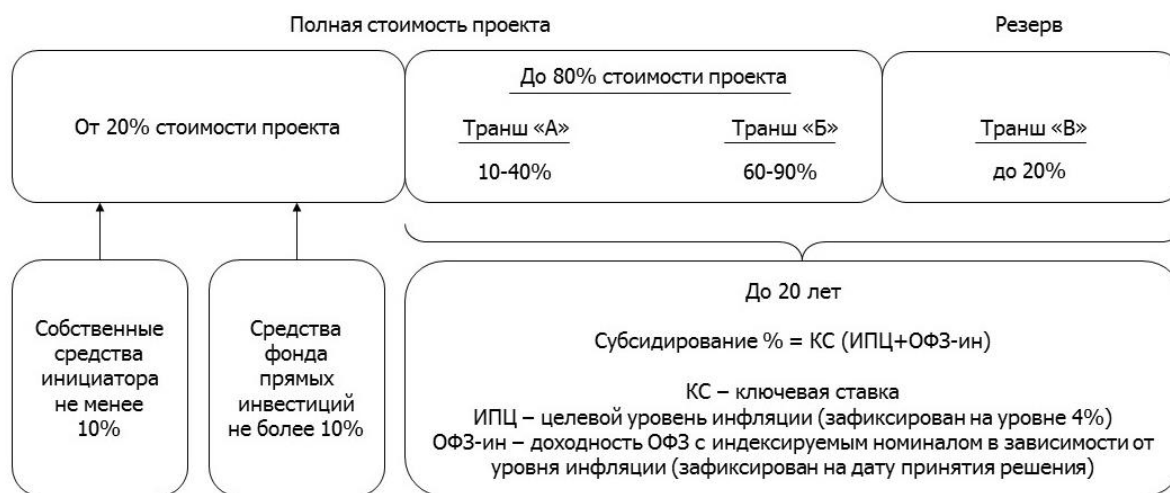 Полная стоимость проекта
Резерв
От 20% стоимости проекта
До 80% стоимости проекта
Транш «А»
10-40%
Транш «Б»
60-90%
Транш «В»
до 20%
Собственные
средства
инициатора
не менее
10%
Средства
фонда
прямых
инвестиций
не более 10%
До 20 лет
Субсидирование % = КС (ИПЦ+ОФЗ-ин)
КС – ключевая ставка
ИПЦ – целевой уровень инфляции (зафиксирован на уровне 4%)
ОФЗ-ин – доходность ОФЗ с индексируемым номиналом в зависимости от
уровня инфляции (зафиксирован на дату принятия решения)